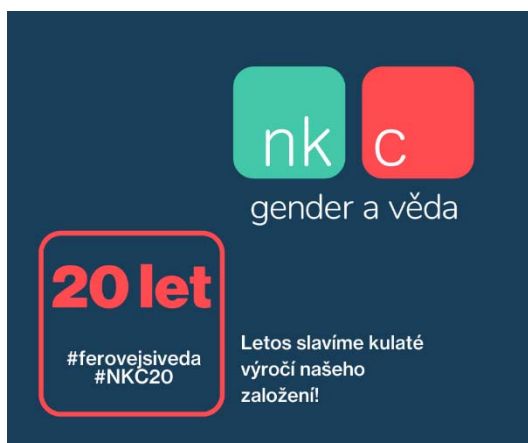 nk c
gender a věda
20 let
#ferovejsiveda
#NKC20
Letos slavíme kulaté
výročí našeho
založení!